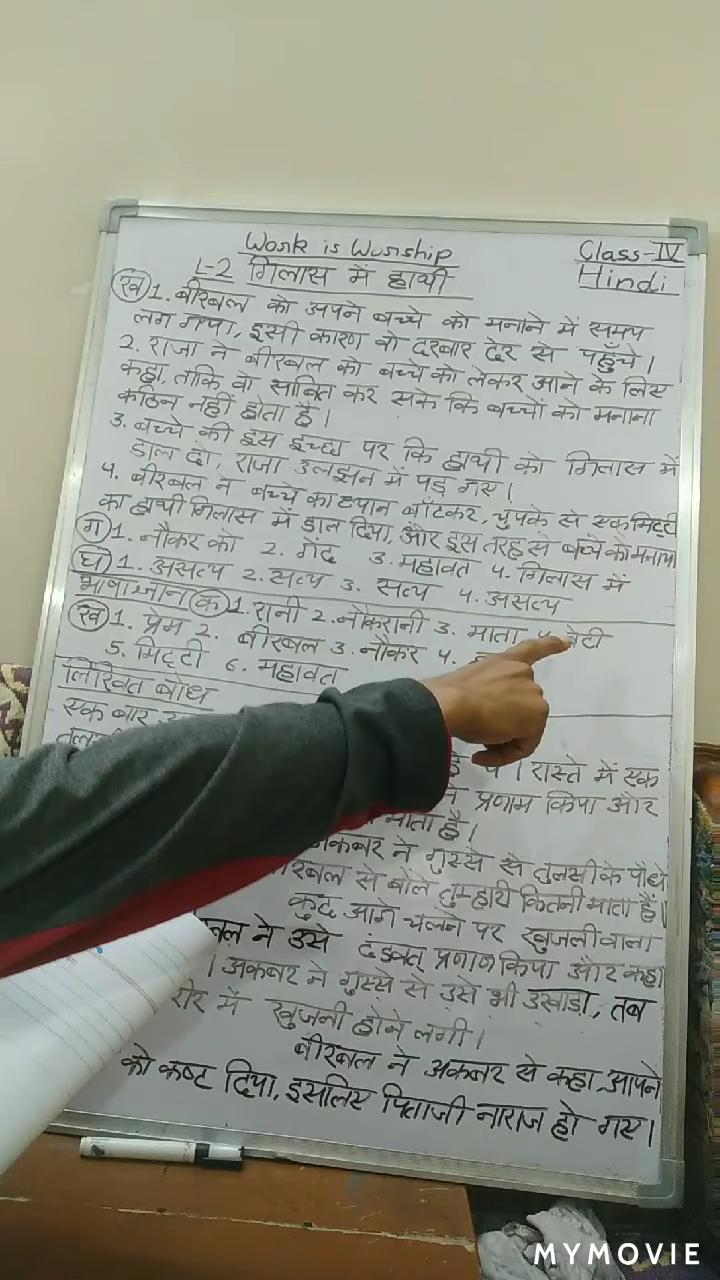 Work is Worship
Class-IV
L-2 गिलास में हाथी
Hindi
(ख) 1. बीरबल को अपने बच्चे को मनाने में समय
लग गया, इसी कारण वो दरबार देर से पहुँचे।
2. राजा ने बीरबल को बच्चे को लेकर आने के लिए
कहा, ताकि वो साबित कर सके कि बच्चों को मनाना
कठिन नहीं होता है।
3. बच्चे की इस इच्छा पर कि हाथी को गिलास में
डाल दो, राजा उलझन में पड़ गए।
4. बीरबल ने बच्चे का ध्यान बाँटकर, चुपके से एक मिट्टी
का हाथी गिलास में डाल दिया, और इस तरह से बच्चे को मनाया
(ग) 1. नौकर को 2. गेंद 3. महावत 4. गिलास में
(घ) 1. असत्य 2. सत्य 3. सत्य 4. असत्य
भाषा ज्ञान (क) 1. रानी 2. नौकरानी 3. माता 4. बेटी
(ख) 1. प्रेम 2. बीरबल 3. नौकर 4.
5. मिट्टी 6. महावत
लिखित बोध
एक बार
थे। रास्ते में एक
प्रणाम किया और
माता है।
अकबर ने गुस्से से तुलसी के पौधे
बीरबल से बोले तुम्हारी कितनी माता हैं।
कुद आगे चलने पर खुजली वाला
ने उसे दंडवत् प्रणाण किया और कहा
। अकबर ने गुस्से से उसे भी उखाडा, तब
में खुजनी होने लगी।
बीरबल ने अकबर से कहा, आपने
को कष्ट दिया, इसलिए पिताजी नाराज हो गए।
MYMOVIE